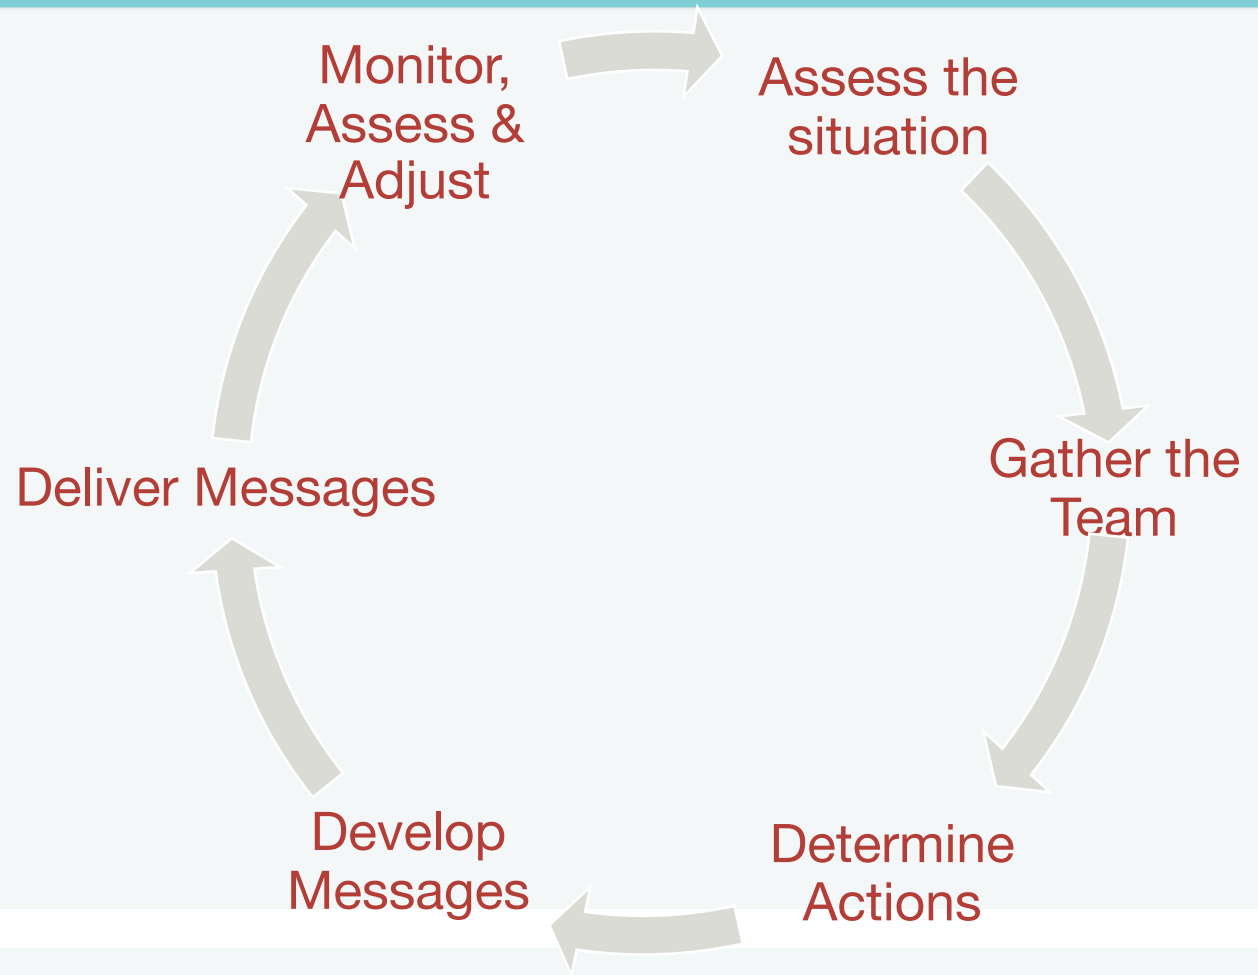 Monitor,
Assess &
Adjust
Assess the
situation
Gather the
Team
Determine
Actions
Develop
Messages
Deliver Messages